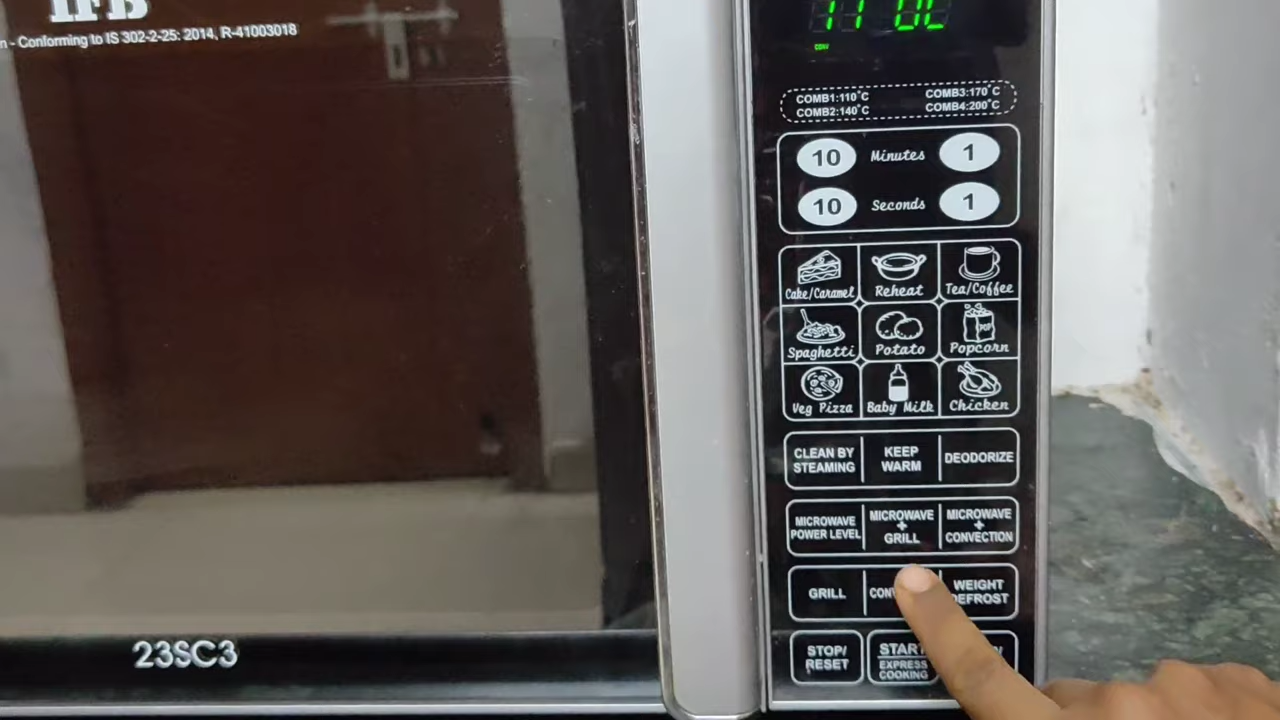 IFB
n - Conforming to IS 302-2-25: 2014, R-41003018
CONV
COMB1:110°C COMB3:170°C
COMB2:140°C COMB4:200°C
10 Minutes 1
10 Seconds 1
Cake/Caramel Reheat Tea/Coffee
POP
Spaghetti Potato Popcorn
Veg Pizza Baby Milk Chicken
CLEAN BY STEAMING
KEEP WARM
DEODORIZE
MICROWAVE POWER LEVEL
MICROWAVE + GRILL
MICROWAVE + CONVECTION
GRILL
WEIGHT DEFROST
STOP/
RESET
START
EXPRESS
COOKING
23SC3